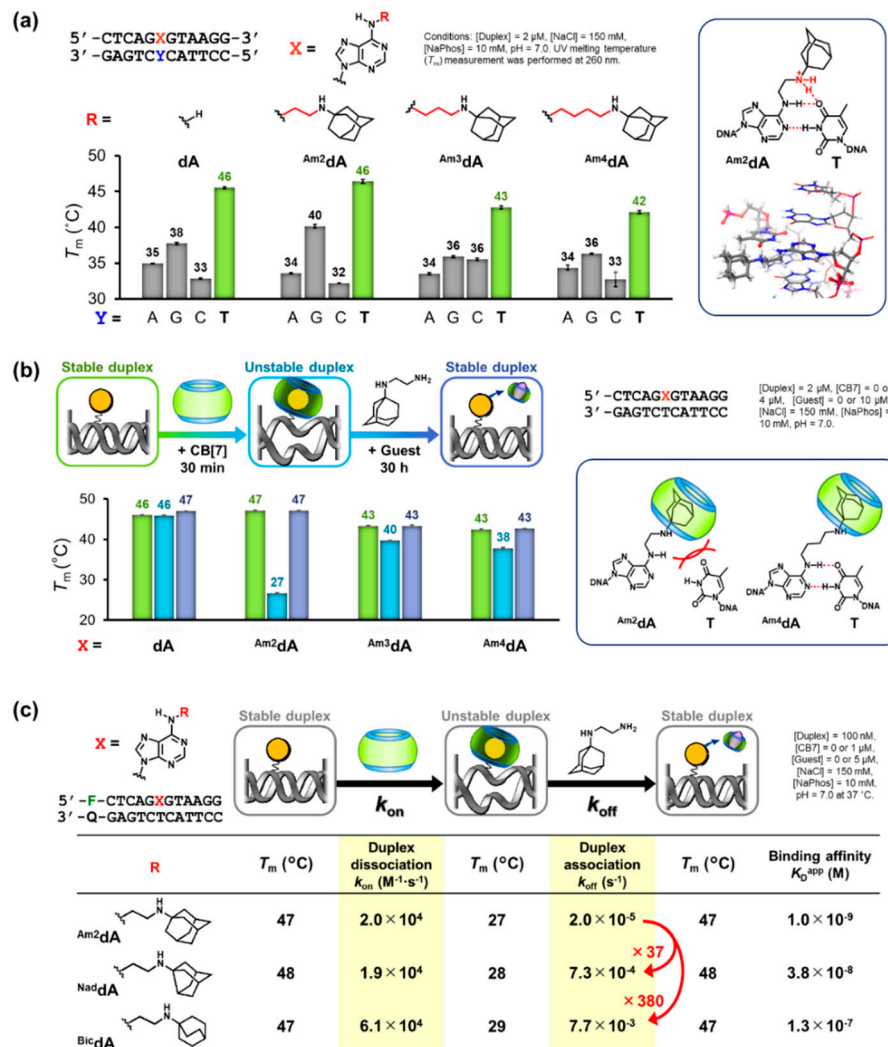 (a)
5′-CTCAGXGTAAGG-3′
3′-GAGTCYCATTCC-5′
X =
R
N
H
N
N
N
N
Conditions: [Duplex] = 2 μM, [NaCl] = 150 mM,
[NaPhos] = 10 mM, pH = 7.0. UV melting temperature
(Tm) measurement was performed at 260 nm.
R =
H
H
N
H
N
H
N
dA
Am2dA
Am3dA
Am4dA
50
45
40
35
30
Tm (°C)
35 38 33 46
34 40 32 46
34 36 36 43
34 36 33 42
Y = A G C T A G C T A G C T A G C T
DNA
DNA
Am2dA
T
(b)
Stable duplex
Unstable duplex
Stable duplex
NH2
HN
+ CB[7]
30 min
+ Guest
30 h
5′-CTCAGXGTAAGG
3′-GAGTCTCATTCC
[Duplex] = 2 μM, [CB7] = 0 or
4 μM, [Guest] = 0 or 10 μM
[NaCl] = 150 mM, [NaPhos] =
10 mM, pH = 7.0.
50
40
30
20
Tm (°C)
46 46 47
47 27 47
43 40 43
43 38 43
X =
dA
Am2dA
Am3dA
Am4dA
DNA
DNA
DNA
DNA
Am2dA
T
Am4dA
T
(c)
X =
R
5′-F-CTCAGXGTAAGG
3′-Q-GAGTCTCATTCC
Stable duplex
Unstable duplex
Stable duplex
NH2
HN
kon
koff
[Duplex] = 100 nM,
[CB7] = 0 or 1 μM,
[Guest] = 0 or 5 μM,
[NaCl] = 150 mM,
[NaPhos] = 10 mM,
pH = 7.0 at 37 °C.
R
Tm (°C)
Duplex
dissociation
kon (M-1·s-1)
Tm (°C)
Duplex
association
koff (s-1)
Tm (°C)
Binding affinity
KDapp (M)
Am2dA 47 2.0 × 10^4 27 2.0 × 10^-5 47 1.0 × 10^-9
× 37
NaddA 48 1.9 × 10^4 28 7.3 × 10^-4 48 3.8 × 10^-8
× 380
BicdA 47 6.1 × 10^4 29 7.7 × 10^-3 47 1.3 × 10^-7